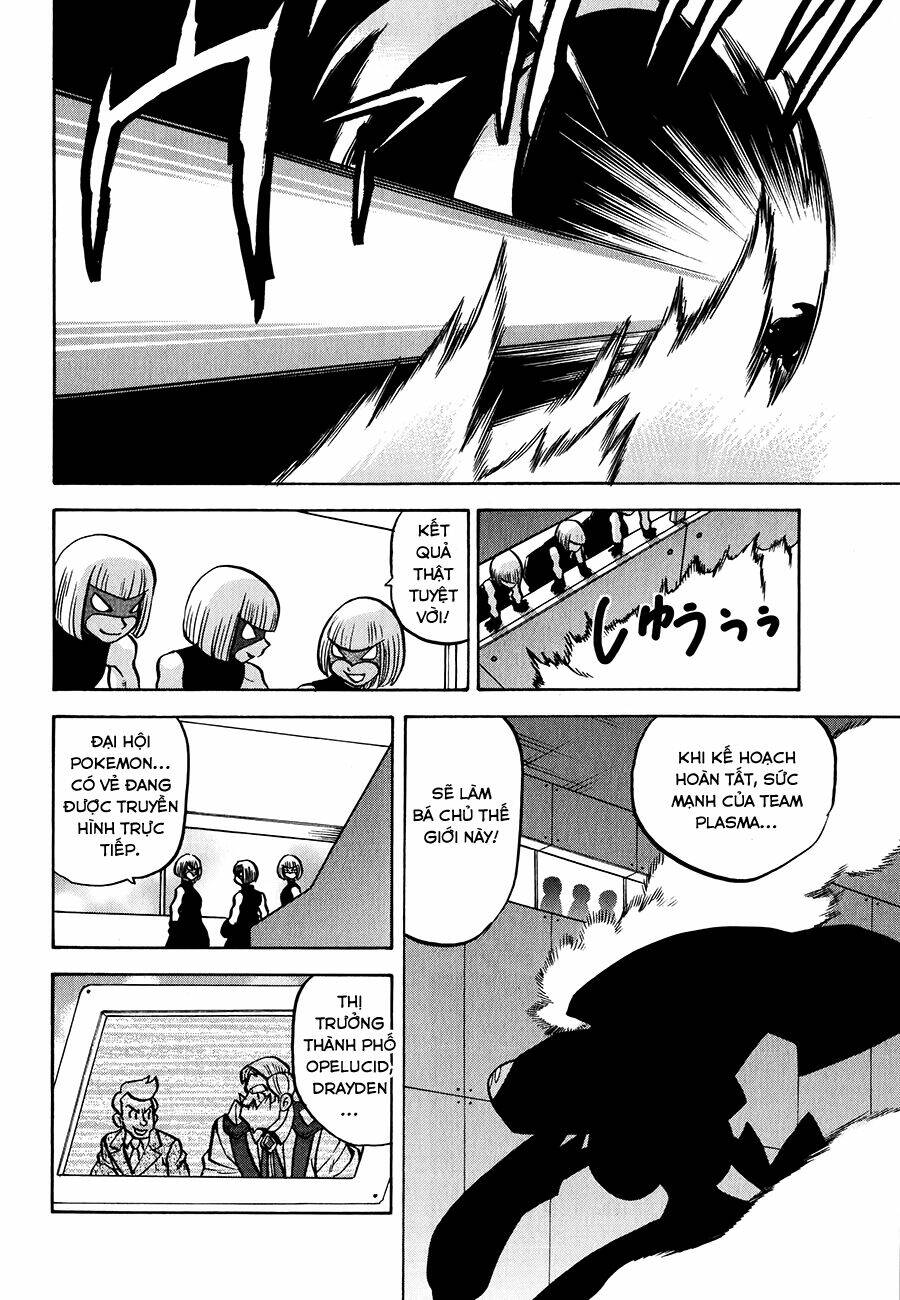 しゅうぅぅ
KẾT
QUẢ
THẬT
TUYỆT
VỜI!
KHI KẾ HOẠCH
HOÀN TẤT, SỨC
MẠNH CỦA TEAM
PLASMA...
SẼ LÀM
BÁ CHỦ THẾ
GIỚI NÀY!
ĐẠI HỘI
POKEMON...
CÓ VẺ ĐANG
ĐƯỢC TRUYỀN
HÌNH TRỰC
TIẾP.
THỊ
TRƯỞNG
THÀNH PHỐ
OPELUCID,
DRAYDEN
...